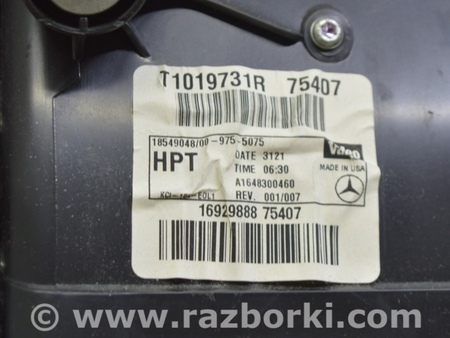 T1019731R 75407
18549048/00-975-5075
HPT
DATE 3121
TIME 06:30
A1648300460
REV. 001/007
Valeo
MADE IN USA
16929888 75407
© www.razborki.com